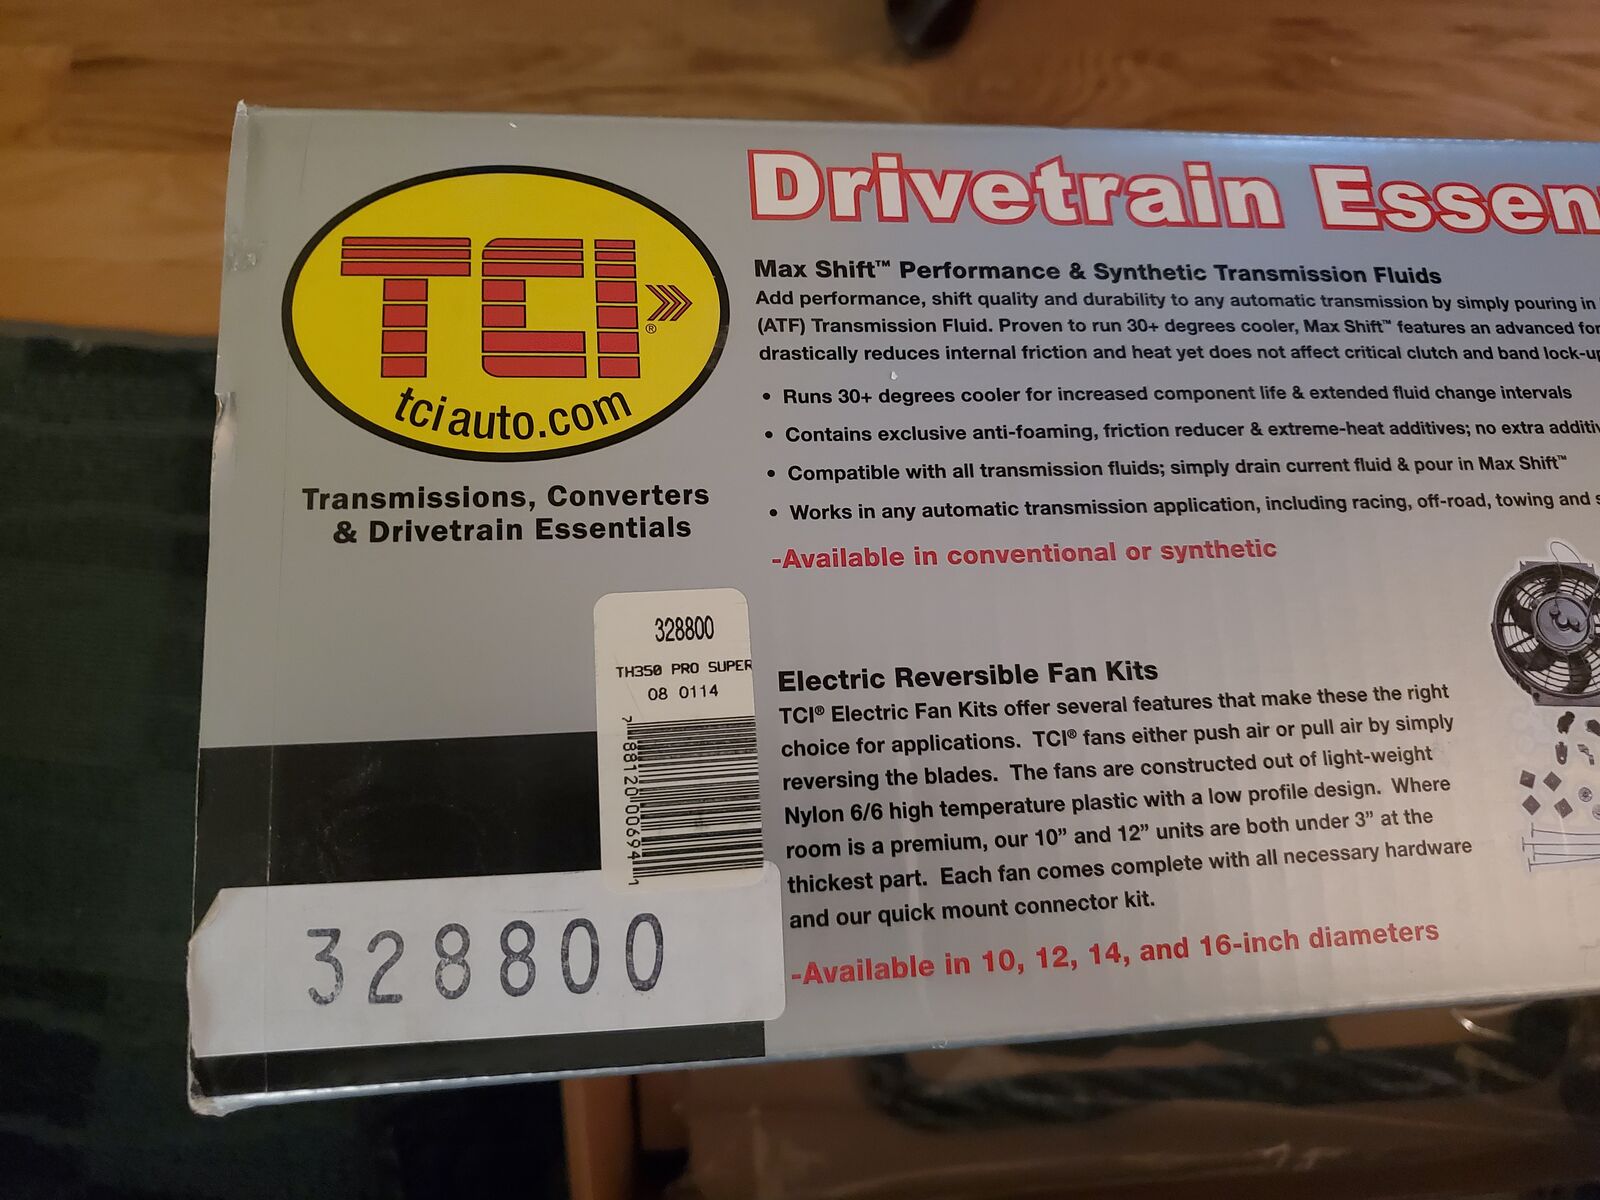 TCI®
tciauto.com
Transmissions, Converters
& Drivetrain Essentials
Drivetrain Essen
Max Shift™ Performance & Synthetic Transmission Fluids
Add performance, shift quality and durability to any automatic transmission by simply pouring in
(ATF) Transmission Fluid. Proven to run 30+ degrees cooler, Max Shift™ features an advanced for
drastically reduces internal friction and heat yet does not affect critical clutch and band lock-up
• Runs 30+ degrees cooler for increased component life & extended fluid change intervals
• Contains exclusive anti-foaming, friction reducer & extreme-heat additives; no extra additi
• Compatible with all transmission fluids; simply drain current fluid & pour in Max Shift™
• Works in any automatic transmission application, including racing, off-road, towing and s
-Available in conventional or synthetic
Electric Reversible Fan Kits
TCI® Electric Fan Kits offer several features that make these the right
choice for applications. TCI® fans either push air or pull air by simply
reversing the blades. The fans are constructed out of light-weight
Nylon 6/6 high temperature plastic with a low profile design. Where
room is a premium, our 10” and 12” units are both under 3” at the
thickest part. Each fan comes complete with all necessary hardware
and our quick mount connector kit.
-Available in 10, 12, 14, and 16-inch diameters
328800
TH350 PRO SUPER
08 0114
7 88120 00694 1
328800